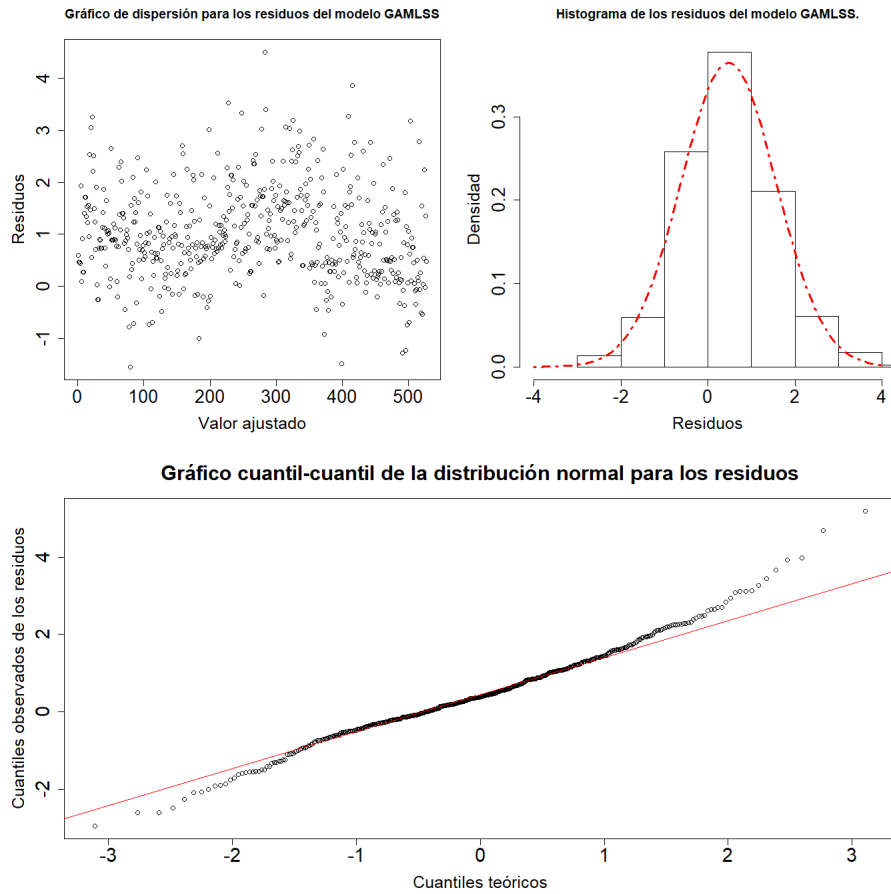 Gráfico de dispersión para los residuos del modelo GAMLSS
Residuos
4
3
2
1
0
-1
0 100 200 300 400 500
Valor ajustado
Histograma de los residuos del modelo GAMLSS.
Densidad
0.3
0.2
0.1
0.0
-4 -2 0 2 4
Residuos
Gráfico cuantil-cuantil de la distribución normal para los residuos
Cuantiles observados de los residuos
4
2
0
-2
-3 -2 -1 0 1 2 3
Cuantiles teóricos